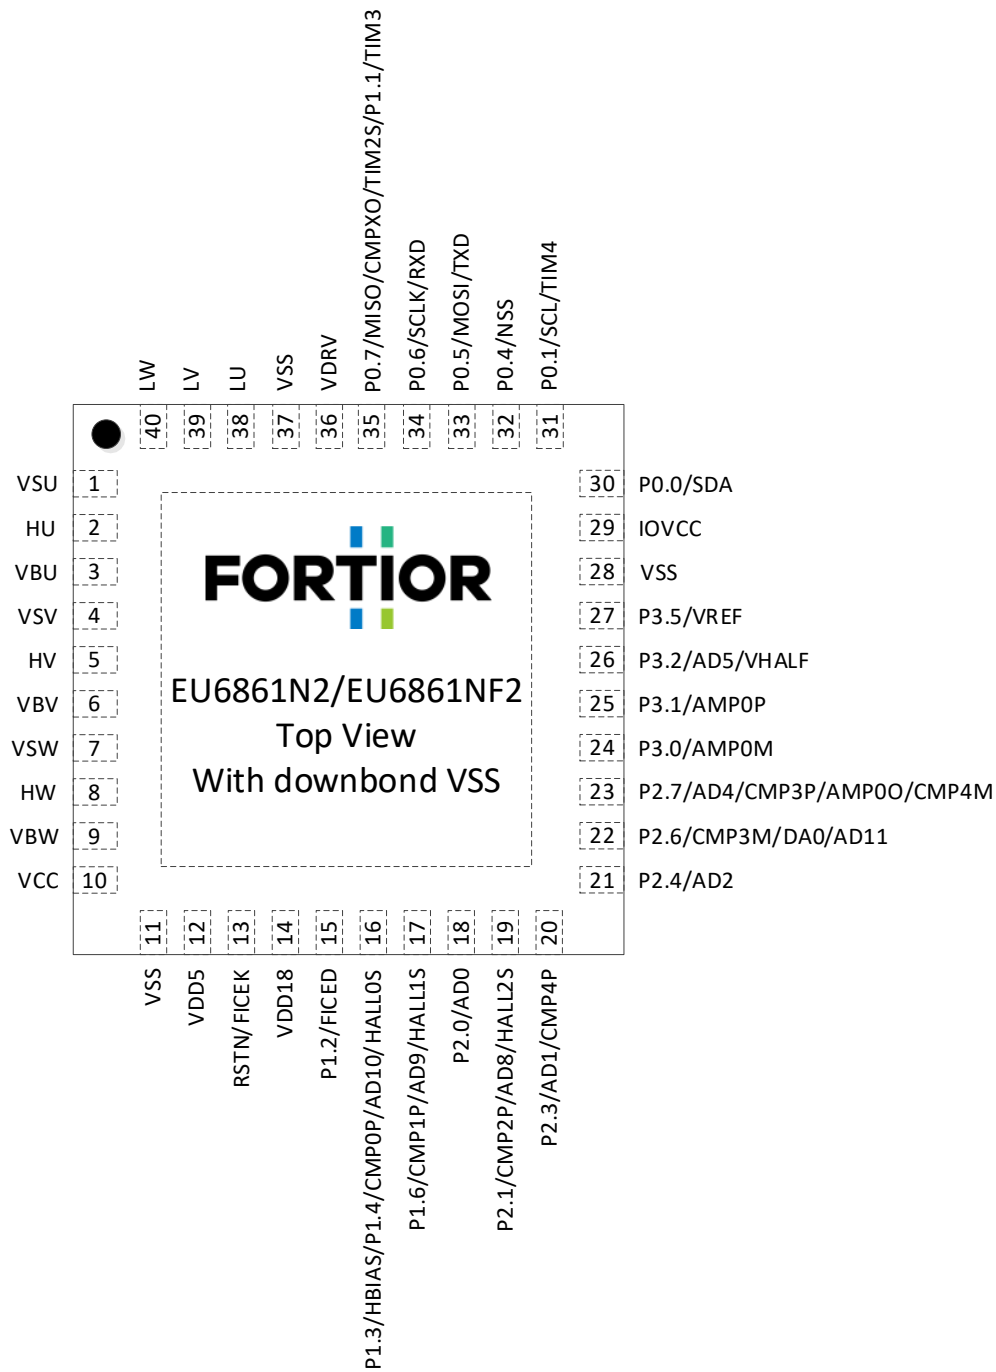 P0.7/MISO/CMPXO/TIM2S/P1.1/TIM3
P0.6/SCLK/RXD
P0.5/MOSI/TXD
P0.4/NSS
P0.1/SCL/TIM4
LW
LV
LU
VSS
VDRV
40
39
38
37
36
35
34
33
32
31
VSU 1
HU 2
VBU 3
VSV 4
HV 5
VBV 6
VSW 7
HW 8
VBW 9
VCC 10
FORTIOR
EU6861N2/EU6861NF2
Top View
With downbond VSS
30 P0.0/SDA
29 IOVCC
28 VSS
27 P3.5/VREF
26 P3.2/AD5/VHALF
25 P3.1/AMP0P
24 P3.0/AMP0M
23 P2.7/AD4/CMP3P/AMP0O/CMP4M
22 P2.6/CMP3M/DA0/AD11
21 P2.4/AD2
11
12
13
14
15
16
17
18
19
20
VSS
VDD5
RSTN/FICEK
VDD18
P1.2/FICED
P1.3/HBIAS/P1.4/CMP0P/AD10/HALL0S
P1.6/CMP1P/AD9/HALL1S
P2.0/AD0
P2.1/CMP2P/AD8/HALL2S
P2.3/AD1/CMP4P